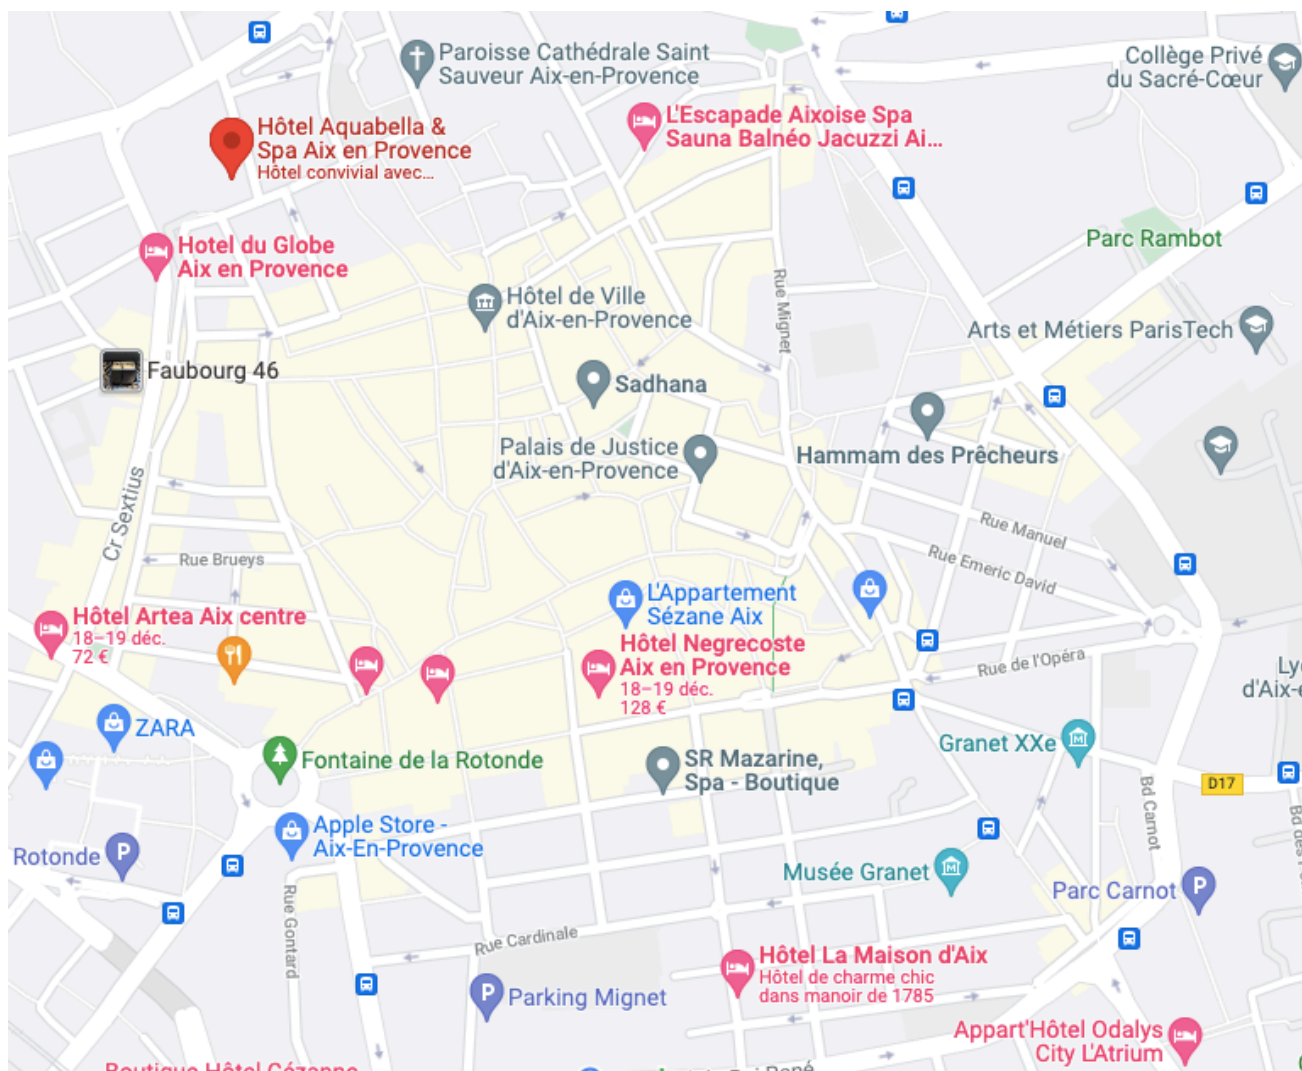 Paroisse Cathédrale Saint
Sauveur Aix-en-Provence
Collège Privé
du Sacré-Cœur
Hôtel Aquabella &
Spa Aix en Provence
Hôtel convivial avec...
L'Escapade Aixoise Spa
Sauna Balnéo Jacuzzi Ai...
Parc Rambot
Hotel du Globe
Aix en Provence
Rue Mignet
Hôtel de Ville
d'Aix-en-Provence
Arts et Métiers ParisTech
Faubourg 46
Sadhana
Palais de Justice
d'Aix-en-Provence
Hammam des Prêcheurs
Cr Sextius
Rue Manuel
Rue Brueys
Rue Emeric David
L'Appartement
Sézane Aix
Hôtel Artea Aix centre
18–19 déc.
72 €
Hôtel Negrecoste
Aix en Provence
18–19 déc.
128 €
Rue de l'Opéra
Ly
d'Aix-e
ZARA
Fontaine de la Rotonde
SR Mazarine,
Spa - Boutique
Granet XXe
D17
Bd Carnot
Bd des
Apple Store -
Aix-En-Provence
Rotonde
P
Musée Granet
Parc Carnot
P
Rue Gontard
Rue Cardinale
Hôtel La Maison d'Aix
Hôtel de charme chic
dans manoir de 1785
P
Parking Mignet
Appart'Hôtel Odalys
City L'Atrium
Boutique Hôtel Cézanne